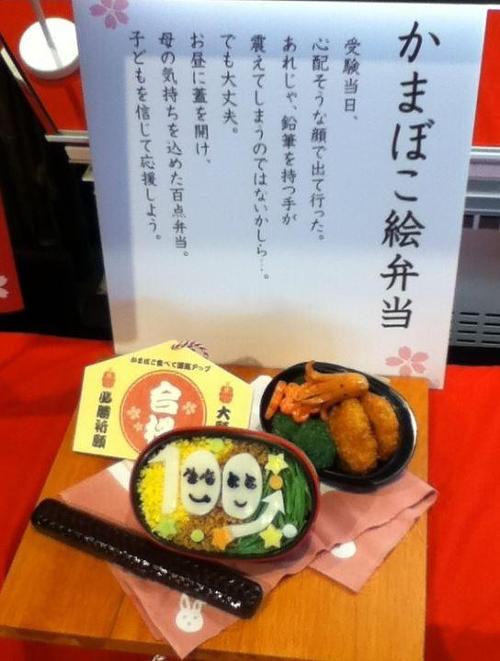 かまぼこ絵弁当
受験当日、
心配そうな顔で出て行った。
あれじゃ、鉛筆を持つ手が
震えてしまうのではないかしら…。
でも大丈夫。
お昼に蓋を開け、
母の気持ちを込めた百点弁当。
子どもを信じて応援しよう。
かまぼこ食べて運気アップ
合格
必勝祈願
大願